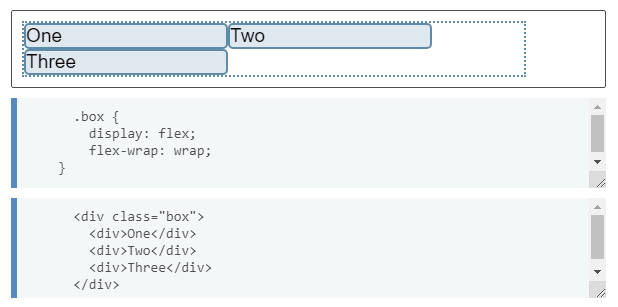 One Two
Three
.box {
display: flex;
flex-wrap: wrap;
}
<div class="box">
<div>One</div>
<div>Two</div>
<div>Three</div>
</div>